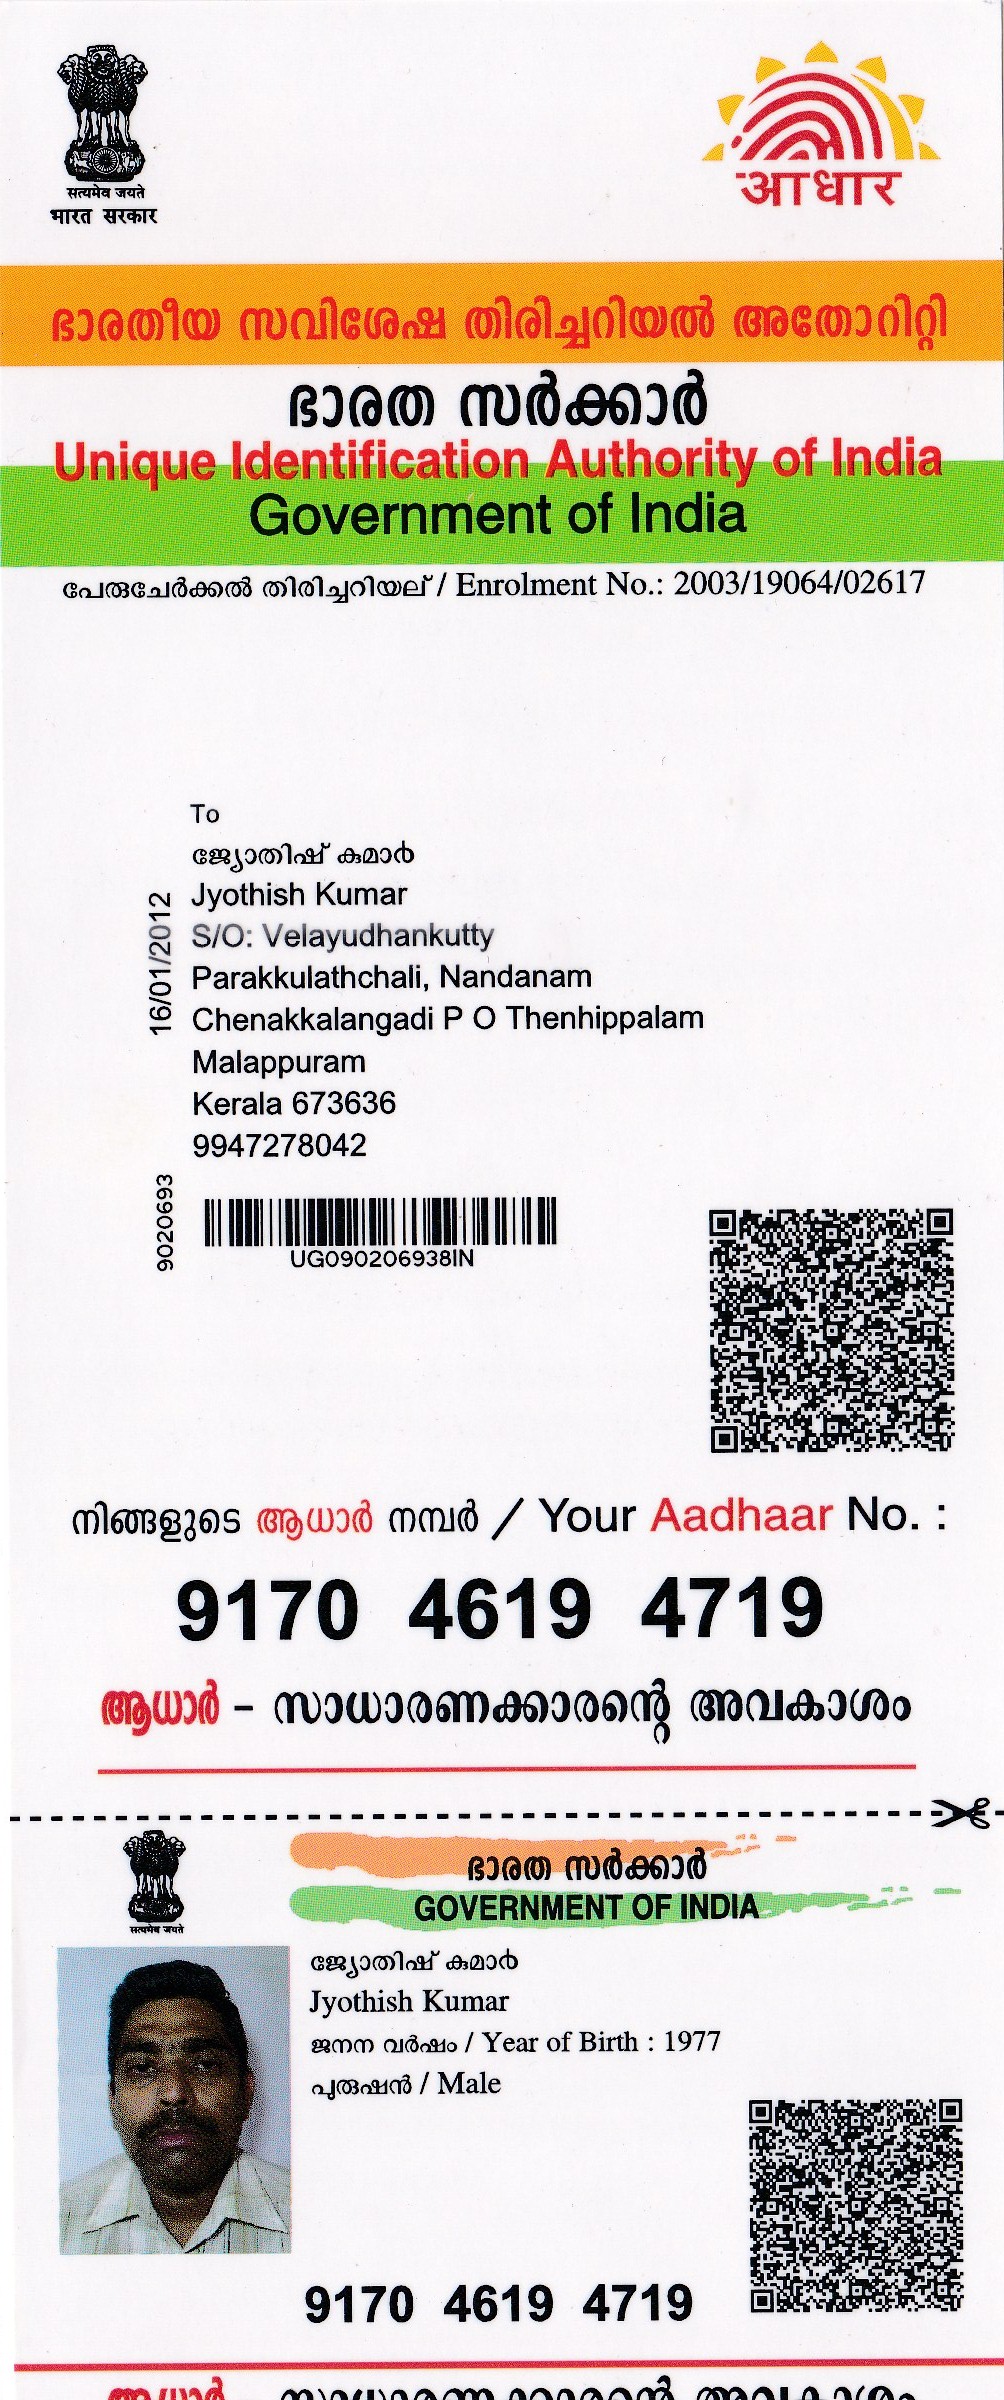 सत्यमेव जयते
भारत सरकार
आधार
ഭാരതീയ സവിശേഷ തിരിച്ചറിയൽ അതോറിറ്റി
ഭാരത സർക്കാർ
Unique Identification Authority of India
Government of India
പേരുചേർക്കൽ തിരിച്ചറിയല് / Enrolment No.: 2003/19064/02617
To
ജ്യോതിഷ് കുമാർ
Jyothish Kumar
S/O: Velayudhankutty
Parakkulathchali, Nandanam
Chenakkalangadi P O Thenhippalam
Malappuram
Kerala 673636
9947278042
16/01/2012
9020693
UG090206938IN
നിങ്ങളുടെ ആധാർ നമ്പർ / Your Aadhaar No. :
9170 4619 4719
ആധാർ – സാധാരണക്കാരന്റെ അവകാശം
सत्यमेव जयते
ഭാരത സർക്കാർ
GOVERNMENT OF INDIA
ജ്യോതിഷ് കുമാർ
Jyothish Kumar
ജനന വർഷം / Year of Birth : 1977
പുരുഷൻ / Male
9170 4619 4719
ആധാർ – സാധാരണക്കാരന്റെ അവകാശം